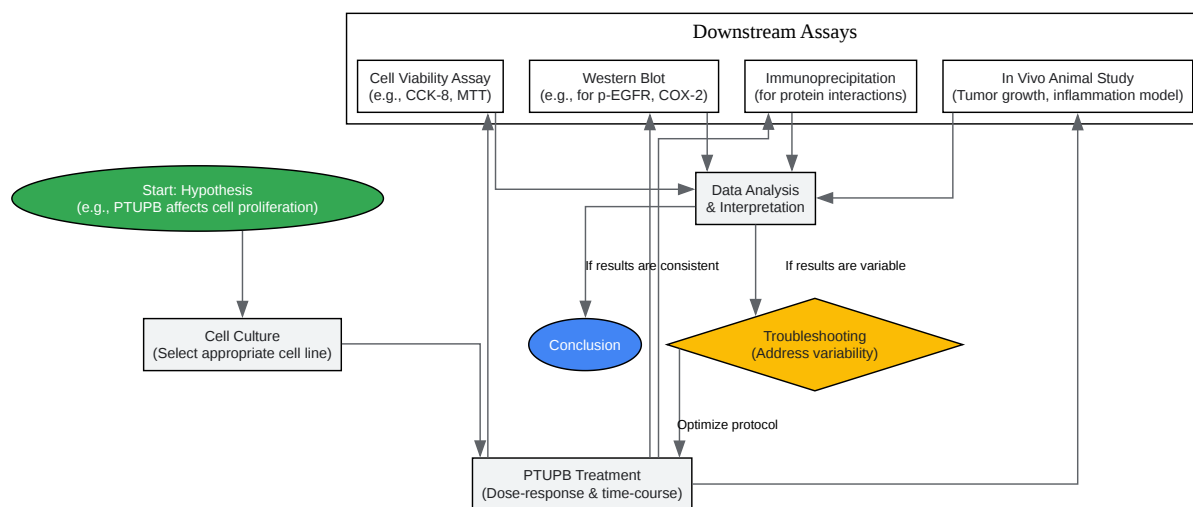 Downstream Assays
Cell Viability Assay
(e.g., CCK-8, MTT)
Western Blot
(e.g., for p-EGFR, COX-2)
Immunoprecipitation
(for protein interactions)
In Vivo Animal Study
(Tumor growth, inflammation model)
Start: Hypothesis
(e.g., PTUPB affects cell proliferation)
Data Analysis
& Interpretation
If results are consistent
If results are variable
Cell Culture
(Select appropriate cell line)
Conclusion
Troubleshooting
(Address variability)
Optimize protocol
PTUPB Treatment
(Dose-response & time-course)